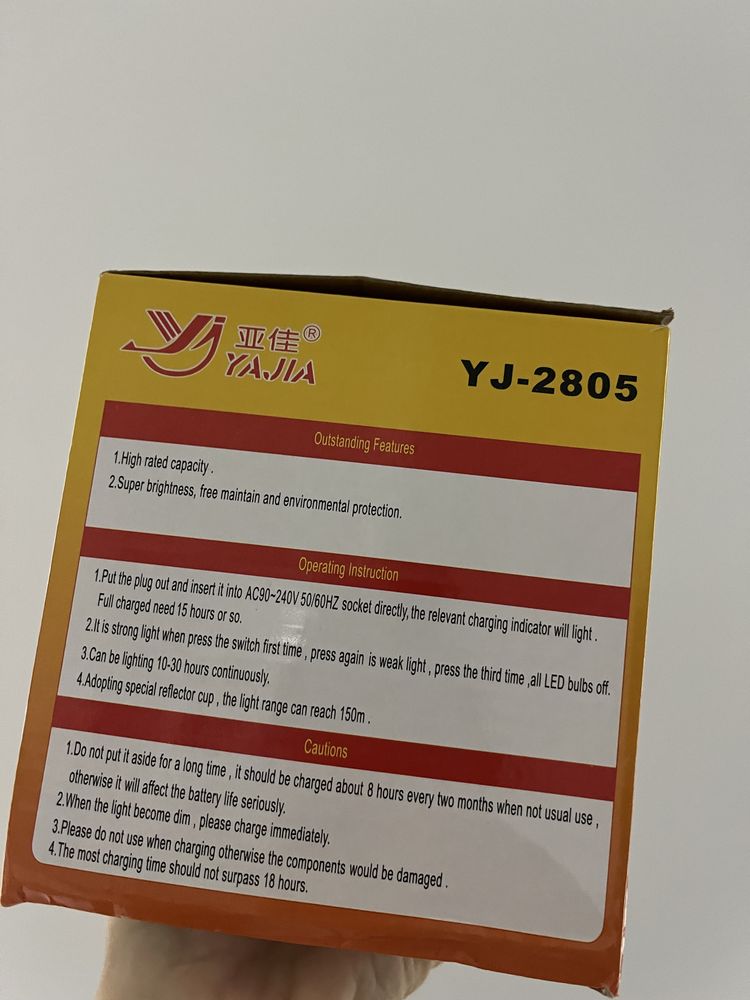 亚佳®
YAJIA
YJ-2805
Outstanding Features
1.High rated capacity .
2.Super brightness, free maintain and environmental protection.
Operating Instruction
1.Put the plug out and insert it into AC90~240V 50/60HZ socket directly, the relevant charging indicator will light .
Full charged need 15 hours or so.
2.It is strong light when press the switch first time , press again is weak light , press the third time ,all LED bulbs off.
3.Can be lighting 10-30 hours continuously.
4.Adopting special reflector cup , the light range can reach 150m .
Cautions
1.Do not put it aside for a long time , it should be charged about 8 hours every two months when not usual use ,
otherwise it will affect the battery life seriously.
2.When the light become dim , please charge immediately.
3.Please do not use when charging otherwise the components would be damaged .
4.The most charging time should not surpass 18 hours.